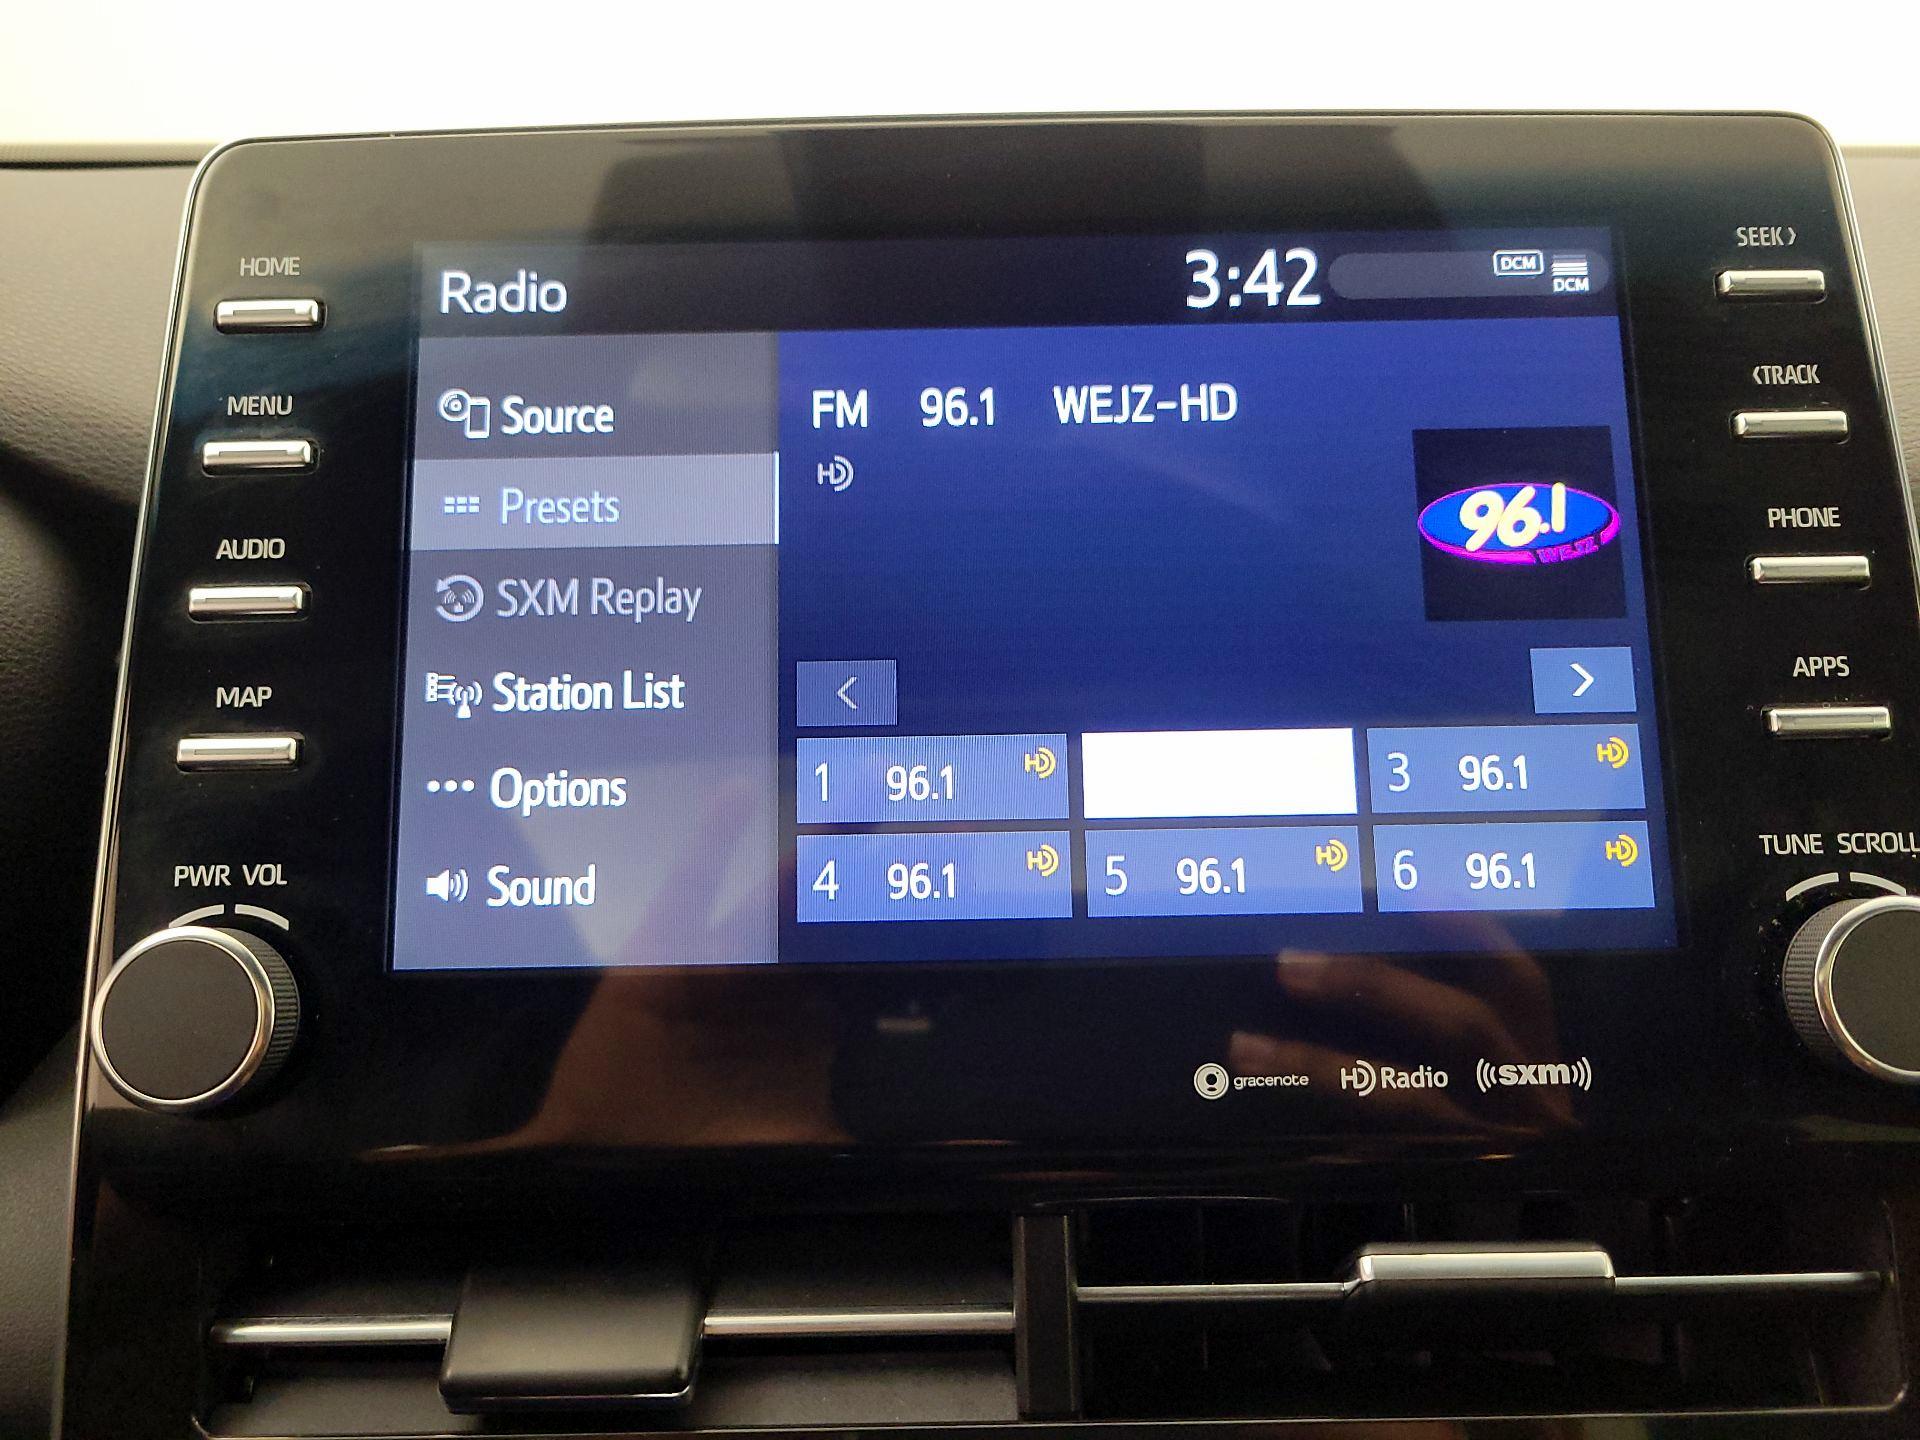 HOME
MENU
AUDIO
MAP
PWR VOL
Radio
3:42
DCM
DCM
Source
Presets
SXM Replay
Station List
Options
Sound
FM 96.1 WEJZ-HD
HD
96.1
WEJZ
<
>
1 96.1 HD
3 96.1 HD
4 96.1 HD
5 96.1 HD
6 96.1 HD
gracenote HD Radio ((sxm))
SEEK >
< TRACK
PHONE
APPS
TUNE SCROLL